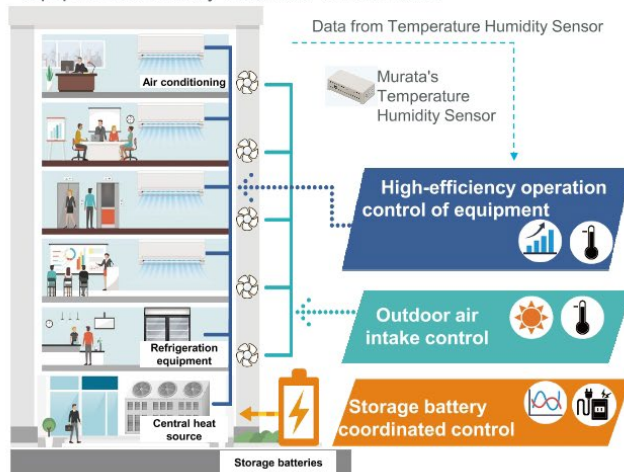 Data from Temperature Humidity Sensor
Air conditioning
Murata's
Temperature
Humidity Sensor
High-efficiency operation
control of equipment
Outdoor air
intake control
Refrigeration
equipment
Storage battery
coordinated control
Central heat
source
Storage batteries